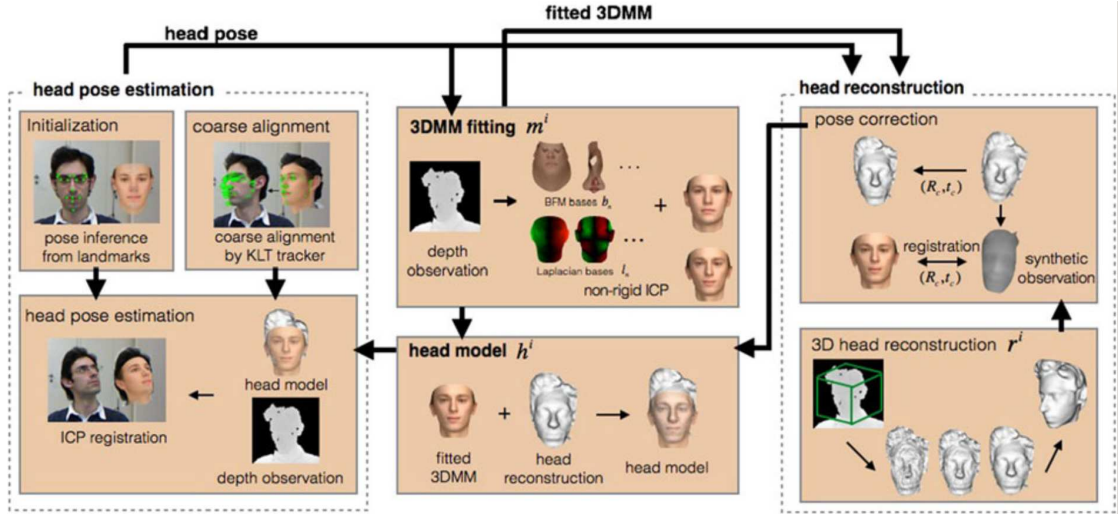 fitted 3DMM
head pose
head pose estimation
Initialization
pose inference
from landmarks
coarse alignment
coarse alignment
by KLT tracker
head pose estimation
head model
ICP registration
depth observation
3DMM fitting m^i
depth
observation
BFM bases b_s
...
+
Laplacian bases l_s
...
non-rigid ICP
head model h^i
+
fitted
3DMM
head
reconstruction
head model
head reconstruction
pose correction
(R_c,t_c)
registration
(R_c,t_c)
synthetic
observation
3D head reconstruction r^i